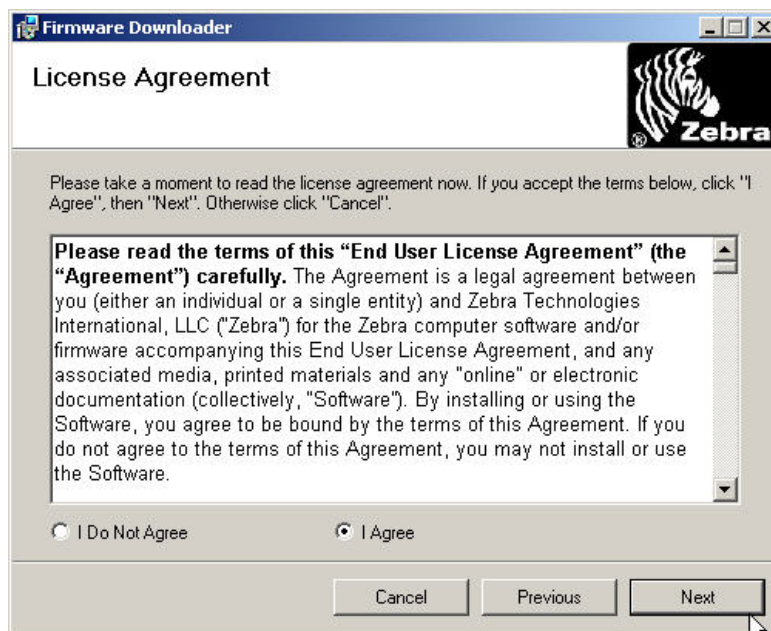 Firmware Downloader
License Agreement
® Zebra
Please take a moment to read the license agreement now. If you accept the terms below, click "I
Agree", then "Next". Otherwise click "Cancel".
Please read the terms of this “End User License Agreement” (the
“Agreement”) carefully. The Agreement is a legal agreement between
you (either an individual or a single entity) and Zebra Technologies
International, LLC ("Zebra") for the Zebra computer software and/or
firmware accompanying this End User License Agreement, and any
associated media, printed materials and any "online" or electronic
documentation (collectively, "Software"). By installing or using the
Software, you agree to be bound by the terms of this Agreement. If you
do not agree to the terms of this Agreement, you may not install or use
the Software.
I Do Not Agree
I Agree
Cancel
Previous
Next